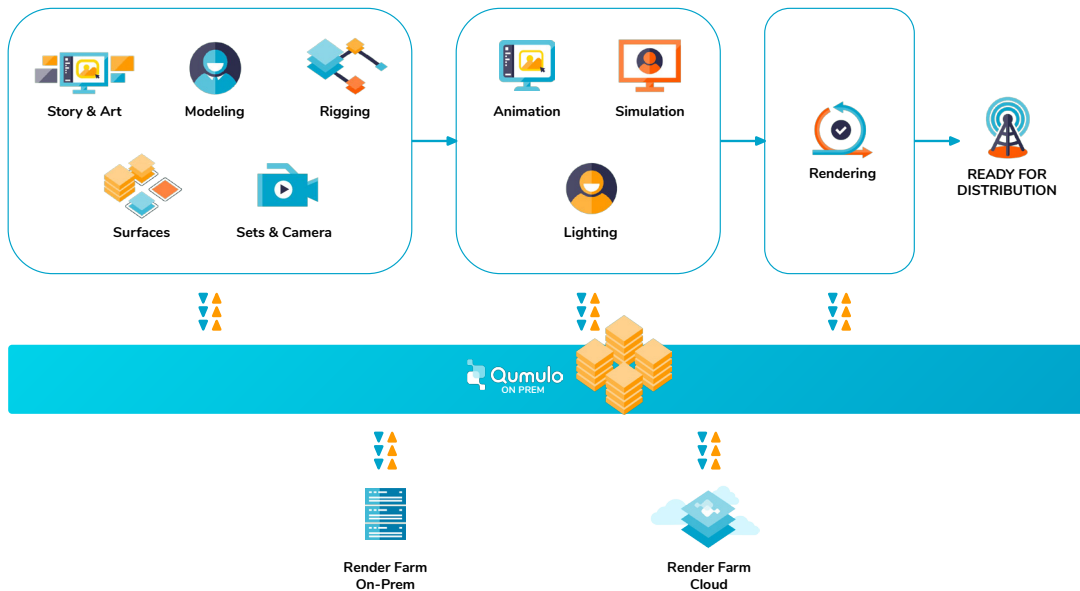 Story & Art
Modeling
Rigging
Surfaces
Sets & Camera
Animation
Simulation
Lighting
Rendering
READY FOR
DISTRIBUTION
Qumulo
ON PREM
Render Farm
On-Prem
Render Farm
Cloud